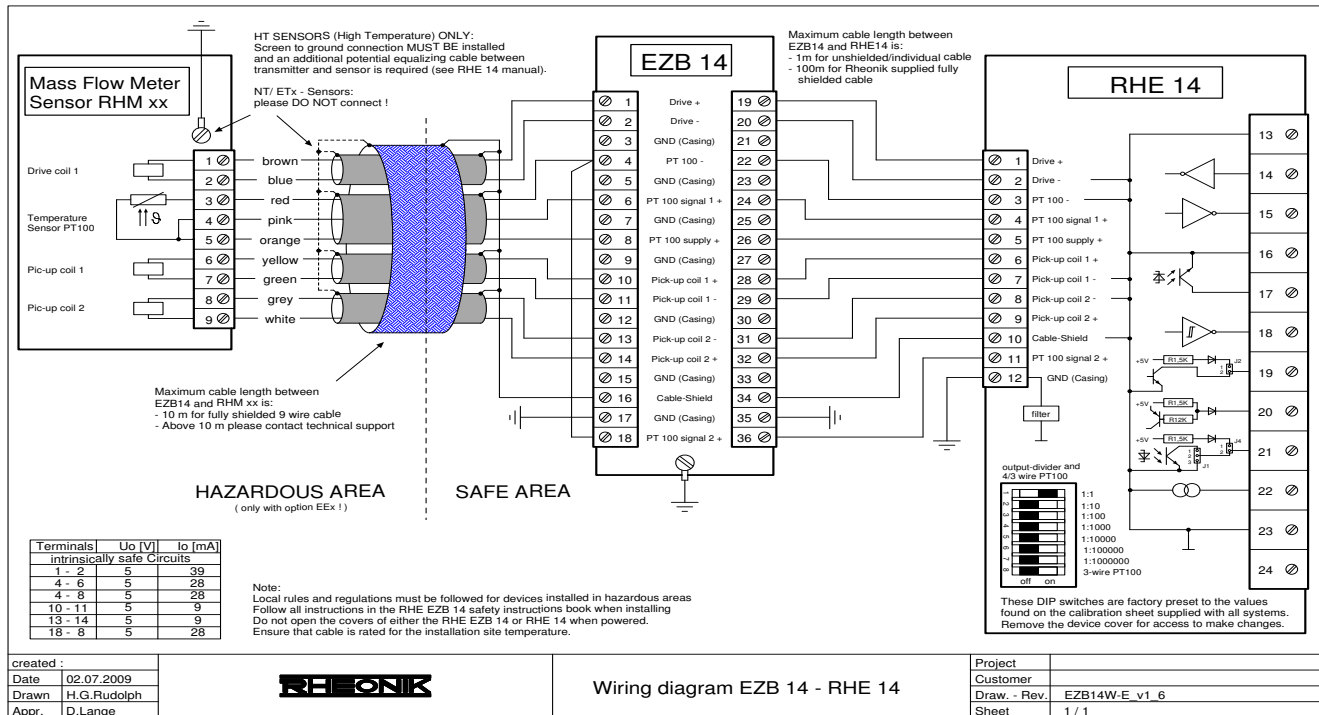 HT SENSORS (High Temperature) ONLY:
Screen to ground connection MUST BE installed
and an additional potential equalizing cable between
transmitter and sensor is required (see RHE 14 manual).
NT/ ETx - Sensors:
please DO NOT connect !
Mass Flow Meter
Sensor RHM xx
Drive coil 1
Temperature
Sensor PT100
ϑ
Pic-up coil 1
Pic-up coil 2
1 brown
2 blue
3 red
4 pink
5 orange
6 yellow
7 green
8 grey
9 white
Maximum cable length between
EZB14 and RHM xx is:
- 10 m for fully shielded 9 wire cable
- Above 10 m please contact technical support
HAZARDOUS AREA
( only with option EEx ! )
SAFE AREA
EZB 14
1 Drive + 19
2 Drive - 20
3 GND (Casing) 21
4 PT 100 - 22
5 GND (Casing) 23
6 PT 100 signal 1 + 24
7 GND (Casing) 25
8 PT 100 supply + 26
9 GND (Casing) 27
10 Pick-up coil 1 + 28
11 Pick-up coil 1 - 29
12 GND (Casing) 30
13 Pick-up coil 2 - 31
14 Pick-up coil 2 + 32
15 GND (Casing) 33
16 Cable-Shield 34
17 GND (Casing) 35
18 PT 100 signal 2 + 36
Maximum cable length between
EZB14 and RHE14 is:
- 1m for unshielded/individual cable
- 100m for Rheonik supplied fully
shielded cable
RHE 14
1 Drive +
2 Drive -
3 PT 100 -
4 PT 100 signal 1 +
5 PT 100 supply +
6 Pick-up coil 1 +
7 Pick-up coil 1 -
8 Pick-up coil 2 -
9 Pick-up coil 2 +
10 Cable-Shield
11 PT 100 signal 2 +
12 GND (Casing)
filter
13
14
15
16
17
18
+5V R1,5K J2
1
2
19
+5V R1,5K
R12K
20
+5V R1,5K J4
1
2
1
2
3
J1
21
22
23
24
output-divider and
4/3 wire PT100
1 1:1
2 1:10
3 1:100
4 1:1000
5 1:10000
6 1:100000
7 1:1000000
8 3-wire PT100
off on
These DIP switches are factory preset to the values
found on the calibration sheet supplied with all systems.
Remove the device cover for access to make changes.
Terminals Uo [V] Io [mA]
intrinsically safe Circuits
1 - 2 5 39
4 - 6 5 28
4 - 8 5 28
10 - 11 5 9
13 - 14 5 9
18 - 8 5 28
Note:
Local rules and regulations must be followed for devices installed in hazardous areas
Follow all instructions in the RHE EZB 14 safety instructions book when installing
Do not open the covers of either the RHE EZB 14 or RHE 14 when powered.
Ensure that cable is rated for the installation site temperature.
created :
Date 02.07.2009
Drawn H.G.Rudolph
Appr. D.Lange
RHEONIK
Wiring diagram EZB 14 - RHE 14
Project
Customer
Draw. - Rev. EZB14W-E_v1_6
Sheet 1 / 1